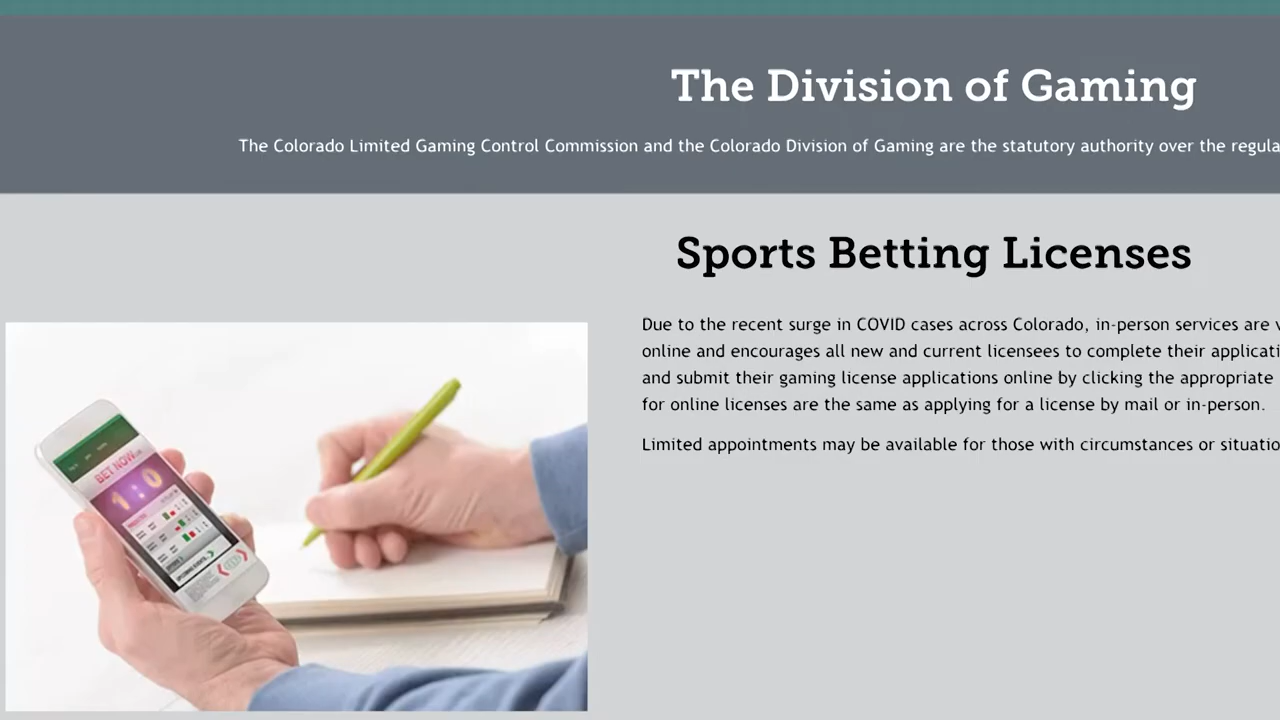 The Division of Gaming
The Colorado Limited Gaming Control Commission and the Colorado Division of Gaming are the statutory authority over the regula
Sports Betting Licenses
Due to the recent surge in COVID cases across Colorado, in-person services are
online and encourages all new and current licensees to complete their applicati
and submit their gaming license applications online by clicking the appropriate
for online licenses are the same as applying for a license by mail or in-person.
Limited appointments may be available for those with circumstances or situatio
BET NOW
1:0